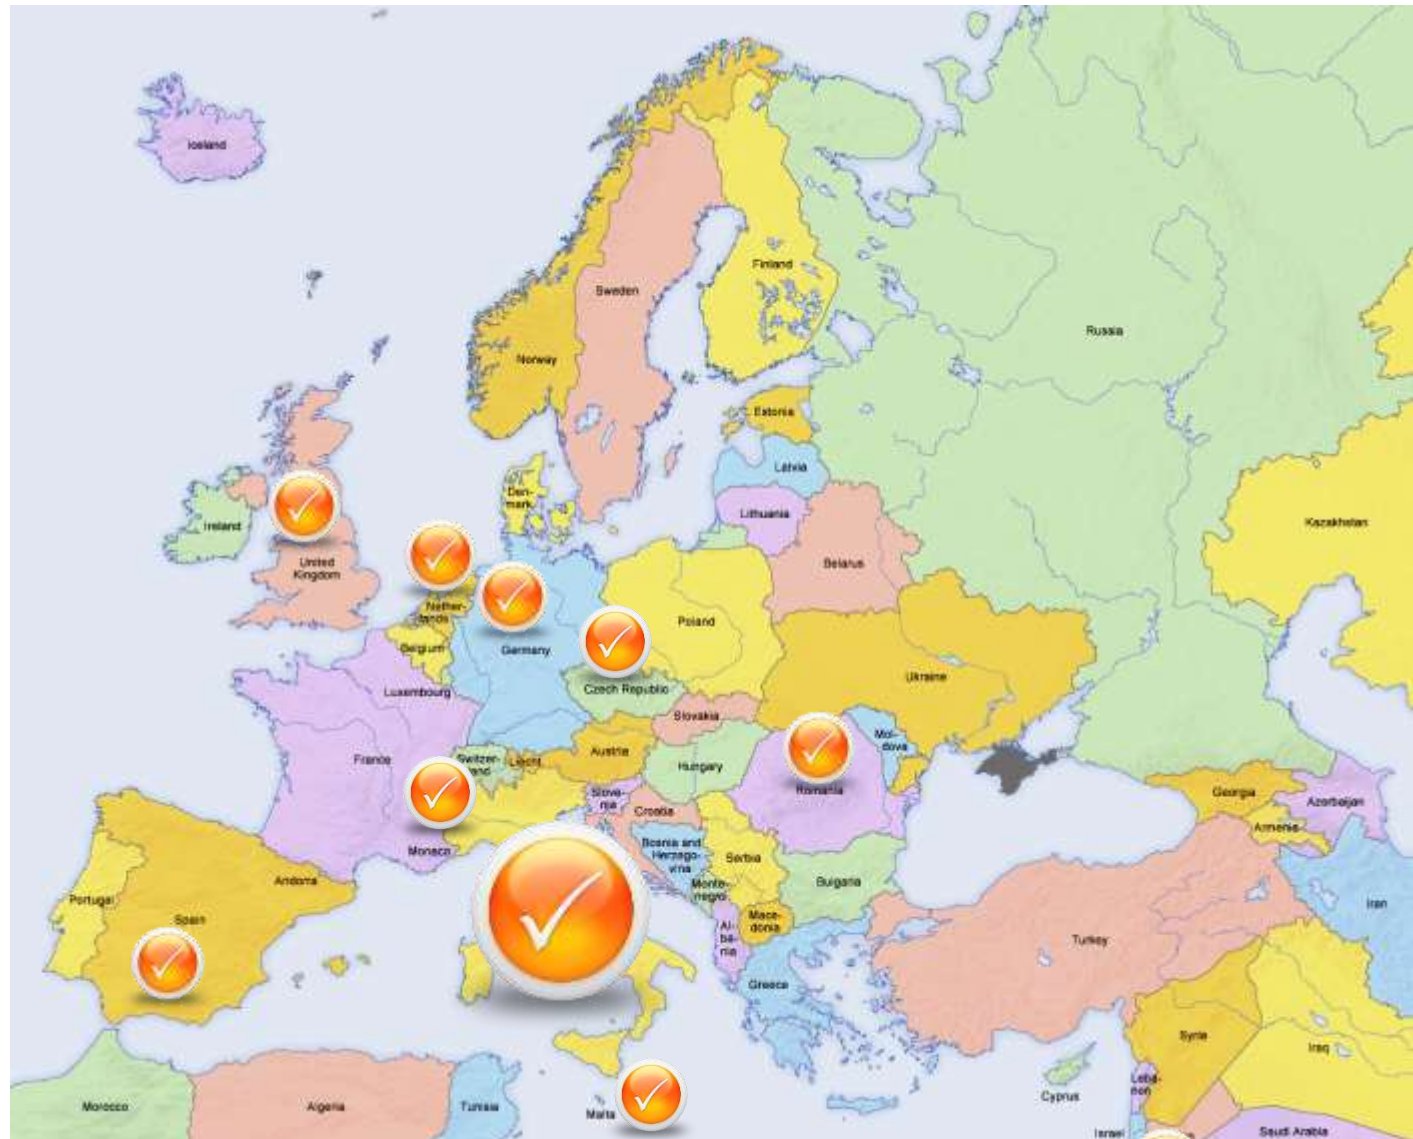 Iceland
Finland
Sweden
Russia
Norway
Estonia
Latvia
Lithuania
Den-
mark
Ireland
Kazakhstan
United
Kingdom
Belarus
Nether-
lands
Poland
Belgium
Germany
Ukraine
Luxembourg
Czech Republic
Slovakia
Mol-
dova
Austria
France
Switzer-
land
Liecht.
Hungary
Romania
Georgia
Azerbaijan
Slove-
nia
Croatia
Armenia
Monaco
Bosnia and
Herzego-
vina
Serbia
Andorra
Monte-
negro
Bulgaria
Portugal
Spain
Mace-
donia
Iran
Al-
ba-
nia
Turkey
Greece
Syria
Iraq
Leba-
non
Cyprus
Morocco
Algeria
Tunisia
Malta
Israel
Saudi Arabia